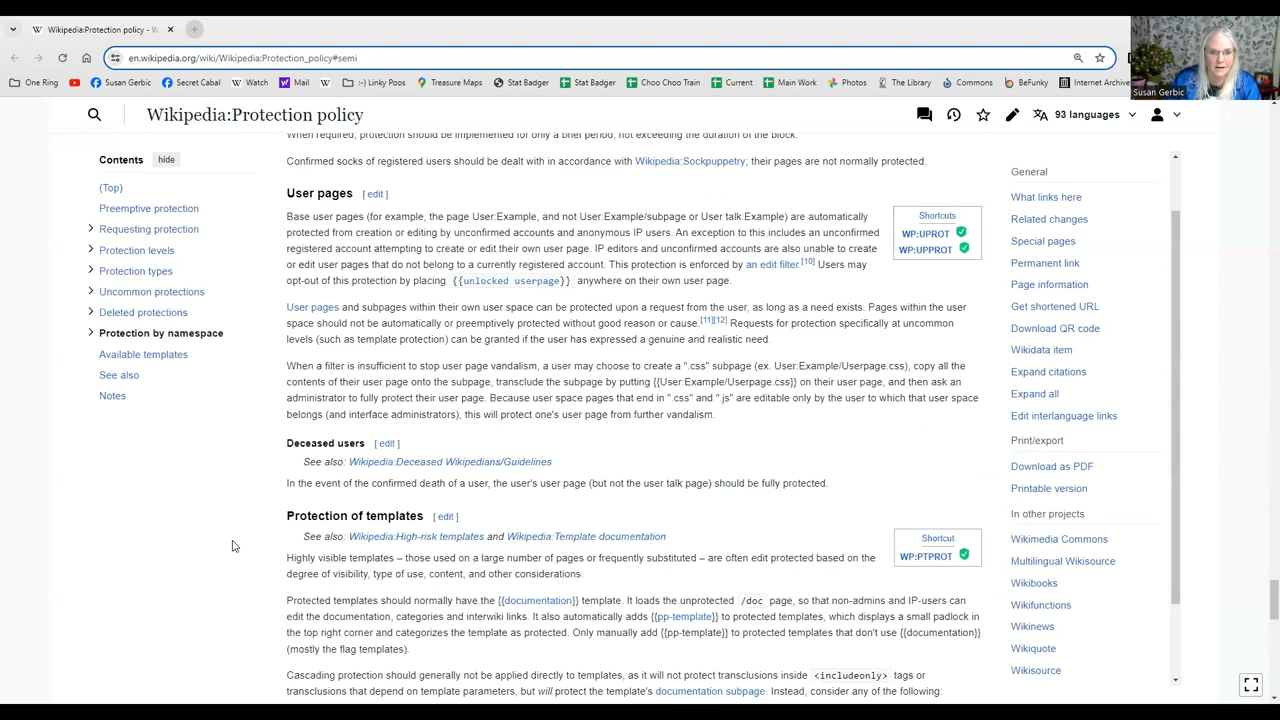 Wikipedia:Protection policy - W
en.wikipedia.org/wiki/Wikipedia:Protection_policy#semi
One Ring
Susan Gerbic
Secret Cabal
Watch
Mail
:-) Linky Poos
Treasure Maps
Stat Badger
Stat Badger
Choo Choo Train
Current
Main Work
Photos
The Library
Commons
BeFunky
Internet Archiv
Susan Gerbic
Wikipedia:Protection policy
93 languages
Contents hide
(Top)
Preemptive protection
Requesting protection
Protection levels
Protection types
Uncommon protections
Deleted protections
Protection by namespace
Available templates
See also
Notes
When required, protection should be implemented for only a brief period, not exceeding the duration of the block.
Confirmed socks of registered users should be dealt with in accordance with Wikipedia:Sockpuppetry; their pages are not normally protected.
User pages [ edit ]
Base user pages (for example, the page User:Example, and not User:Example/subpage or User talk:Example) are automatically
protected from creation or editing by unconfirmed accounts and anonymous IP users. An exception to this includes an unconfirmed
registered account attempting to create or edit their own user page. IP editors and unconfirmed accounts are also unable to create
or edit user pages that do not belong to a currently registered account. This protection is enforced by an edit filter.[10] Users may
opt-out of this protection by placing {{unlocked userpage}} anywhere on their own user page.
Shortcuts
WP:UPROT
WP:UPPROT
User pages and subpages within their own user space can be protected upon a request from the user, as long as a need exists. Pages within the user
space should not be automatically or preemptively protected without good reason or cause.[11][12] Requests for protection specifically at uncommon
levels (such as template protection) can be granted if the user has expressed a genuine and realistic need.
When a filter is insufficient to stop user page vandalism, a user may choose to create a ".css" subpage (ex. User:Example/Userpage.css), copy all the
contents of their user page onto the subpage, transclude the subpage by putting {{User:Example/Userpage.css}} on their user page, and then ask an
administrator to fully protect their user page. Because user space pages that end in ".css" and ".js" are editable only by the user to which that user space
belongs (and interface administrators), this will protect one's user page from further vandalism.
Deceased users [ edit ]
See also: Wikipedia:Deceased Wikipedians/Guidelines
In the event of the confirmed death of a user, the user's user page (but not the user talk page) should be fully protected.
Protection of templates [ edit ]
See also: Wikipedia:High-risk templates and Wikipedia:Template documentation
Highly visible templates – those used on a large number of pages or frequently substituted – are often edit protected based on the
degree of visibility, type of use, content, and other considerations.
Shortcut
WP:PTPROT
Protected templates should normally have the {{documentation}} template. It loads the unprotected /doc page, so that non-admins and IP-users can
edit the documentation, categories and interwiki links. It also automatically adds {{pp-template}} to protected templates, which displays a small padlock in
the top right corner and categorizes the template as protected. Only manually add {{pp-template}} to protected templates that don't use {{documentation}}
(mostly the flag templates).
Cascading protection should generally not be applied directly to templates, as it will not protect transclusions inside <includeonly> tags or
transclusions that depend on template parameters, but will protect the template's documentation subpage. Instead, consider any of the following:
General
What links here
Related changes
Special pages
Permanent link
Page information
Get shortened URL
Download QR code
Wikidata item
Expand citations
Expand all
Edit interlanguage links
Print/export
Download as PDF
Printable version
In other projects
Wikimedia Commons
Multilingual Wikisource
Wikibooks
Wikifunctions
Wikinews
Wikiquote
Wikisource